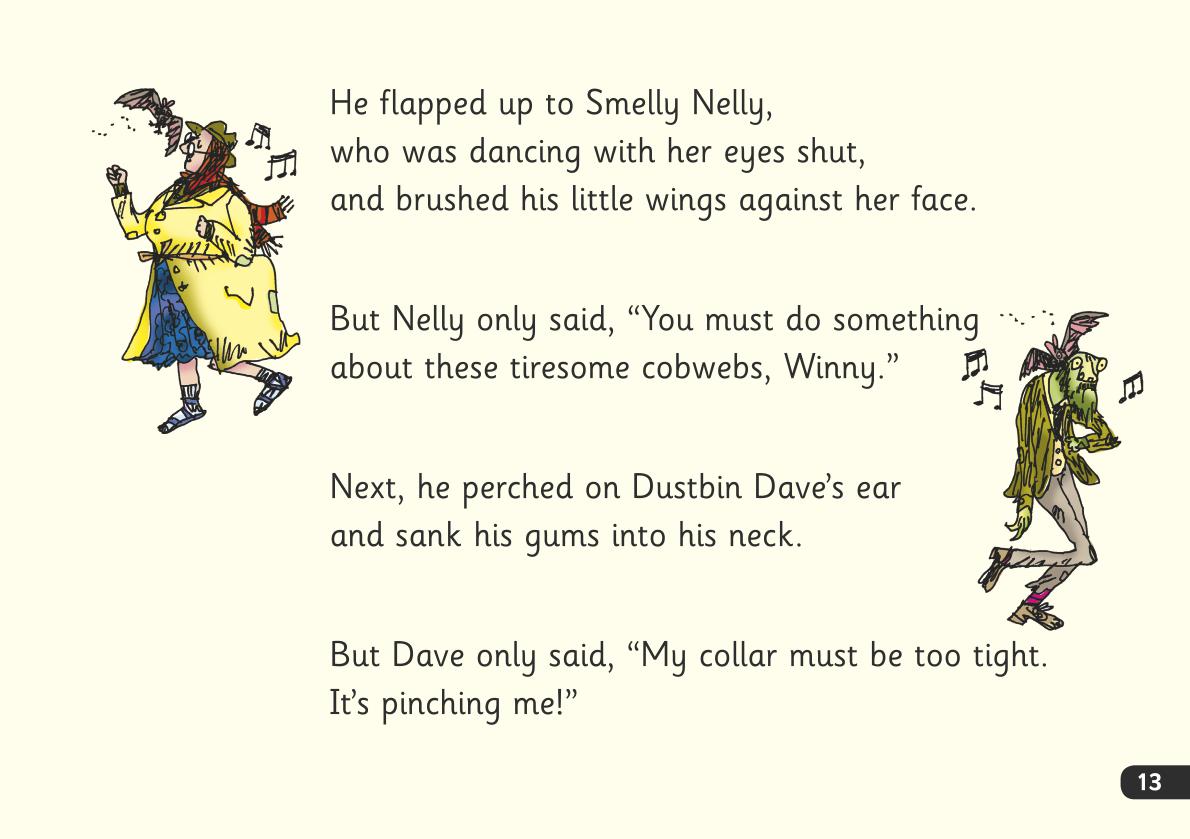 He flapped up to Smelly Nelly,
who was dancing with her eyes shut,
and brushed his little wings against her face.
But Nelly only said, “You must do something
about these tiresome cobwebs, Winny.”
Next, he perched on Dustbin Dave’s ear
and sank his gums into his neck.
But Dave only said, “My collar must be too tight.
It’s pinching me!”
13